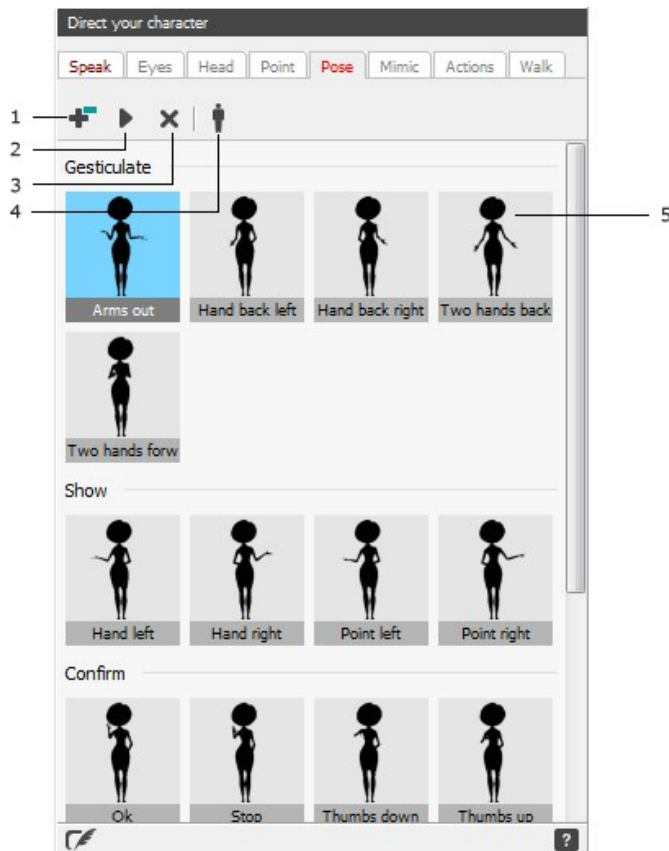 Direct your character
Speak Eyes Head Point Pose Mimic Actions Walk
1
2
3
4
5
Gesticulate
Arms out Hand back left Hand back right Two hands back
Two hands forw
Show
Hand left Hand right Point left Point right
Confirm
Ok Stop Thumbs down Thumbs up
?